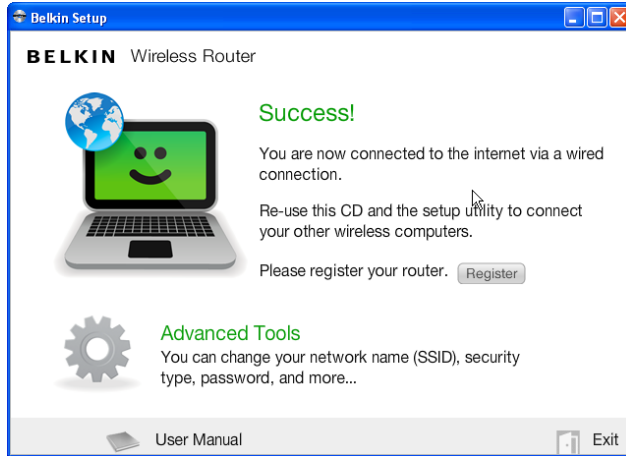 Belkin Setup
BELKIN Wireless Router
Success!
You are now connected to the internet via a wired
connection.
Re-use this CD and the setup utility to connect
your other wireless computers.
Please register your router. Register
Advanced Tools
You can change your network name (SSID), security
type, password, and more...
User Manual
Exit